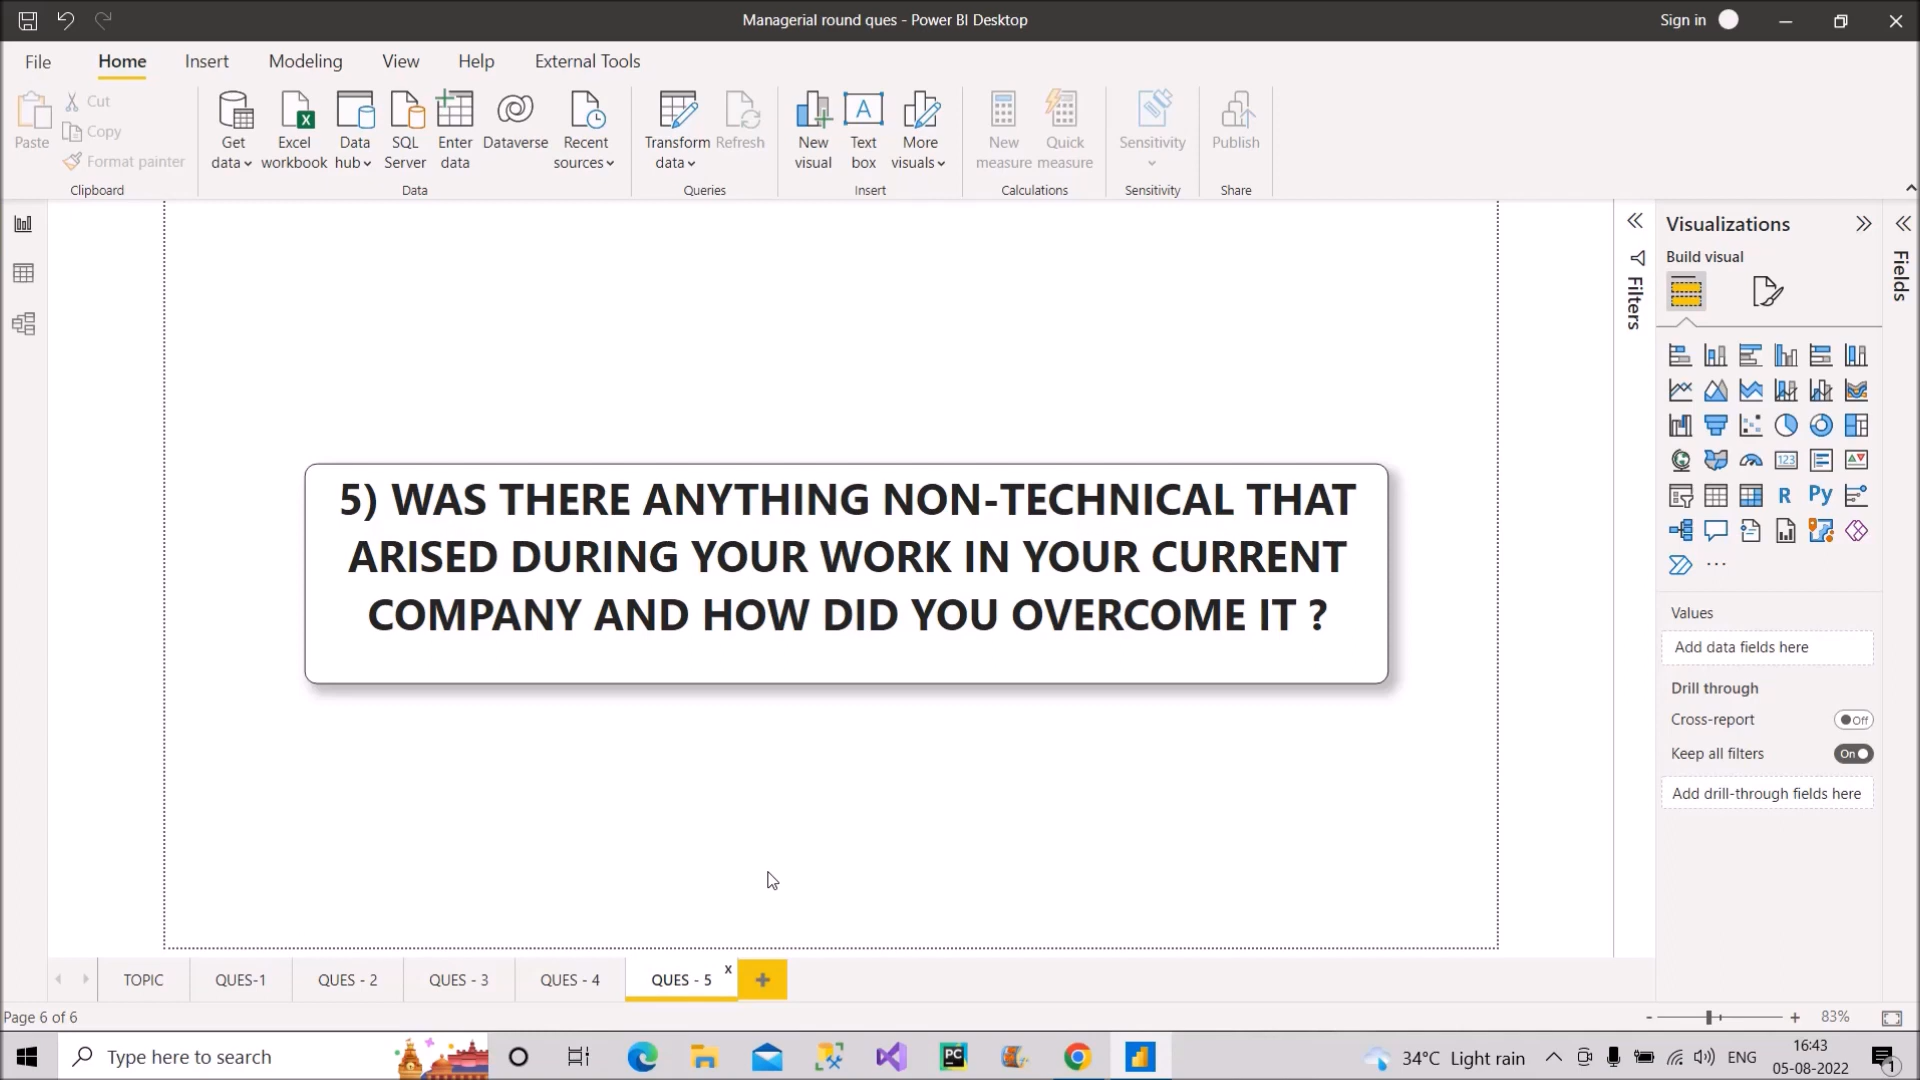 Managerial round ques - Power BI Desktop
Sign in
File Home Insert Modeling View Help External Tools
Paste
Cut
Copy
Format painter
Clipboard
Get data
Excel workbook
Data hub
SQL Server
Enter data
Dataverse
Recent sources
Data
Transform data
Refresh
Queries
New visual
Text box
More visuals
Insert
New measure
Quick measure
Calculations
Sensitivity
Sensitivity
Publish
Share
5) WAS THERE ANYTHING NON-TECHNICAL THAT
ARISED DURING YOUR WORK IN YOUR CURRENT
COMPANY AND HOW DID YOU OVERCOME IT ?
Filters
Visualizations
Build visual
123
R
Py
...
Values
Add data fields here
Drill through
Cross-report
Off
Keep all filters
On
Add drill-through fields here
Fields
TOPIC QUES-1 QUES - 2 QUES - 3 QUES - 4 QUES - 5 x +
Page 6 of 6
- + 83%
Type here to search
PC
34°C Light rain
ENG
16:43
05-08-2022
1